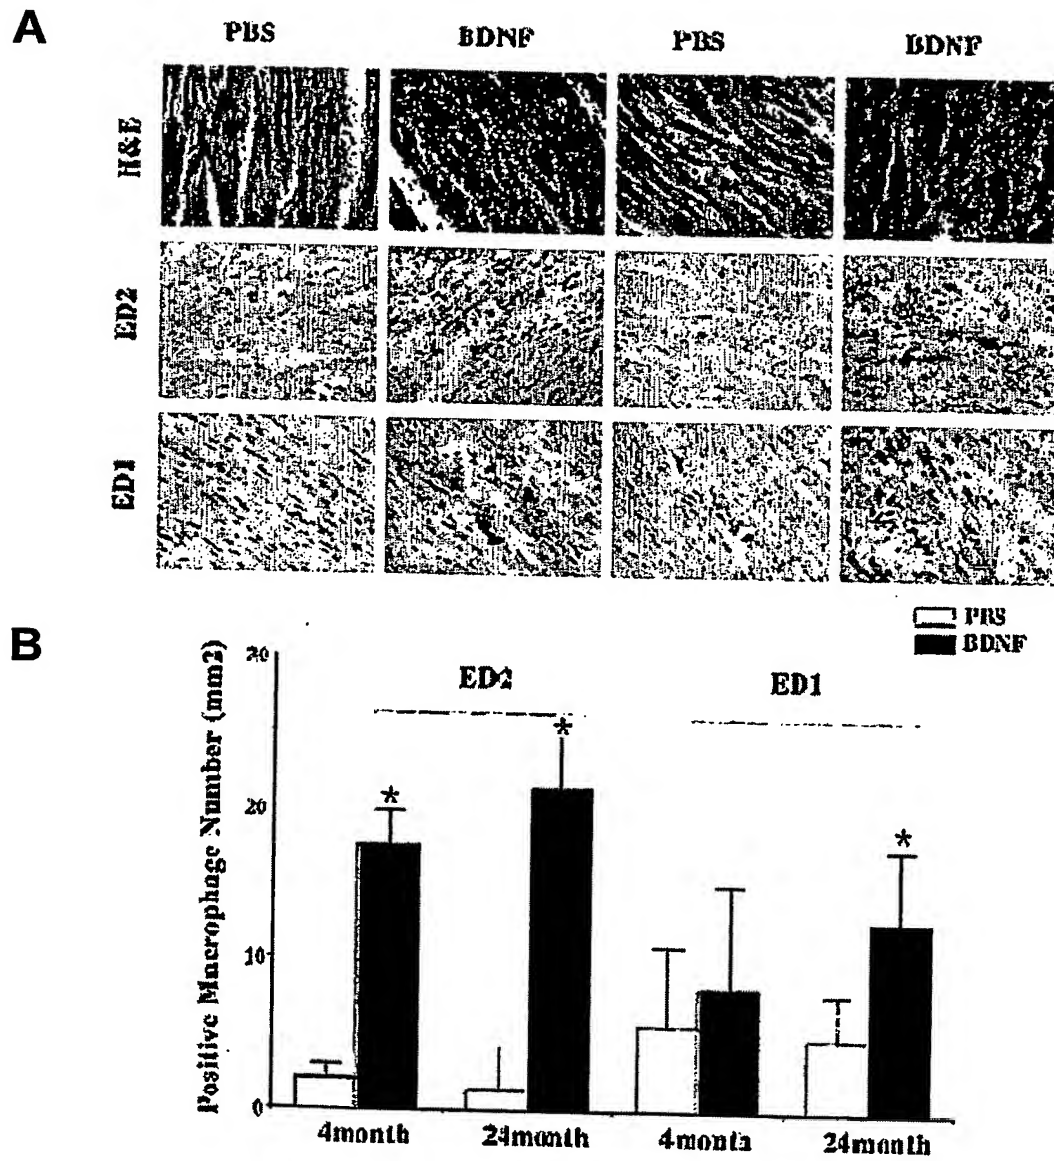 A
PBS BDNF PBS BDNF
H&E
ED2
ED1
PBS
BDNF
B
Positive Macrophage Number (mm2)
30
20
10
0
ED2
ED1
*
*
*
4month 24month 4month 24month